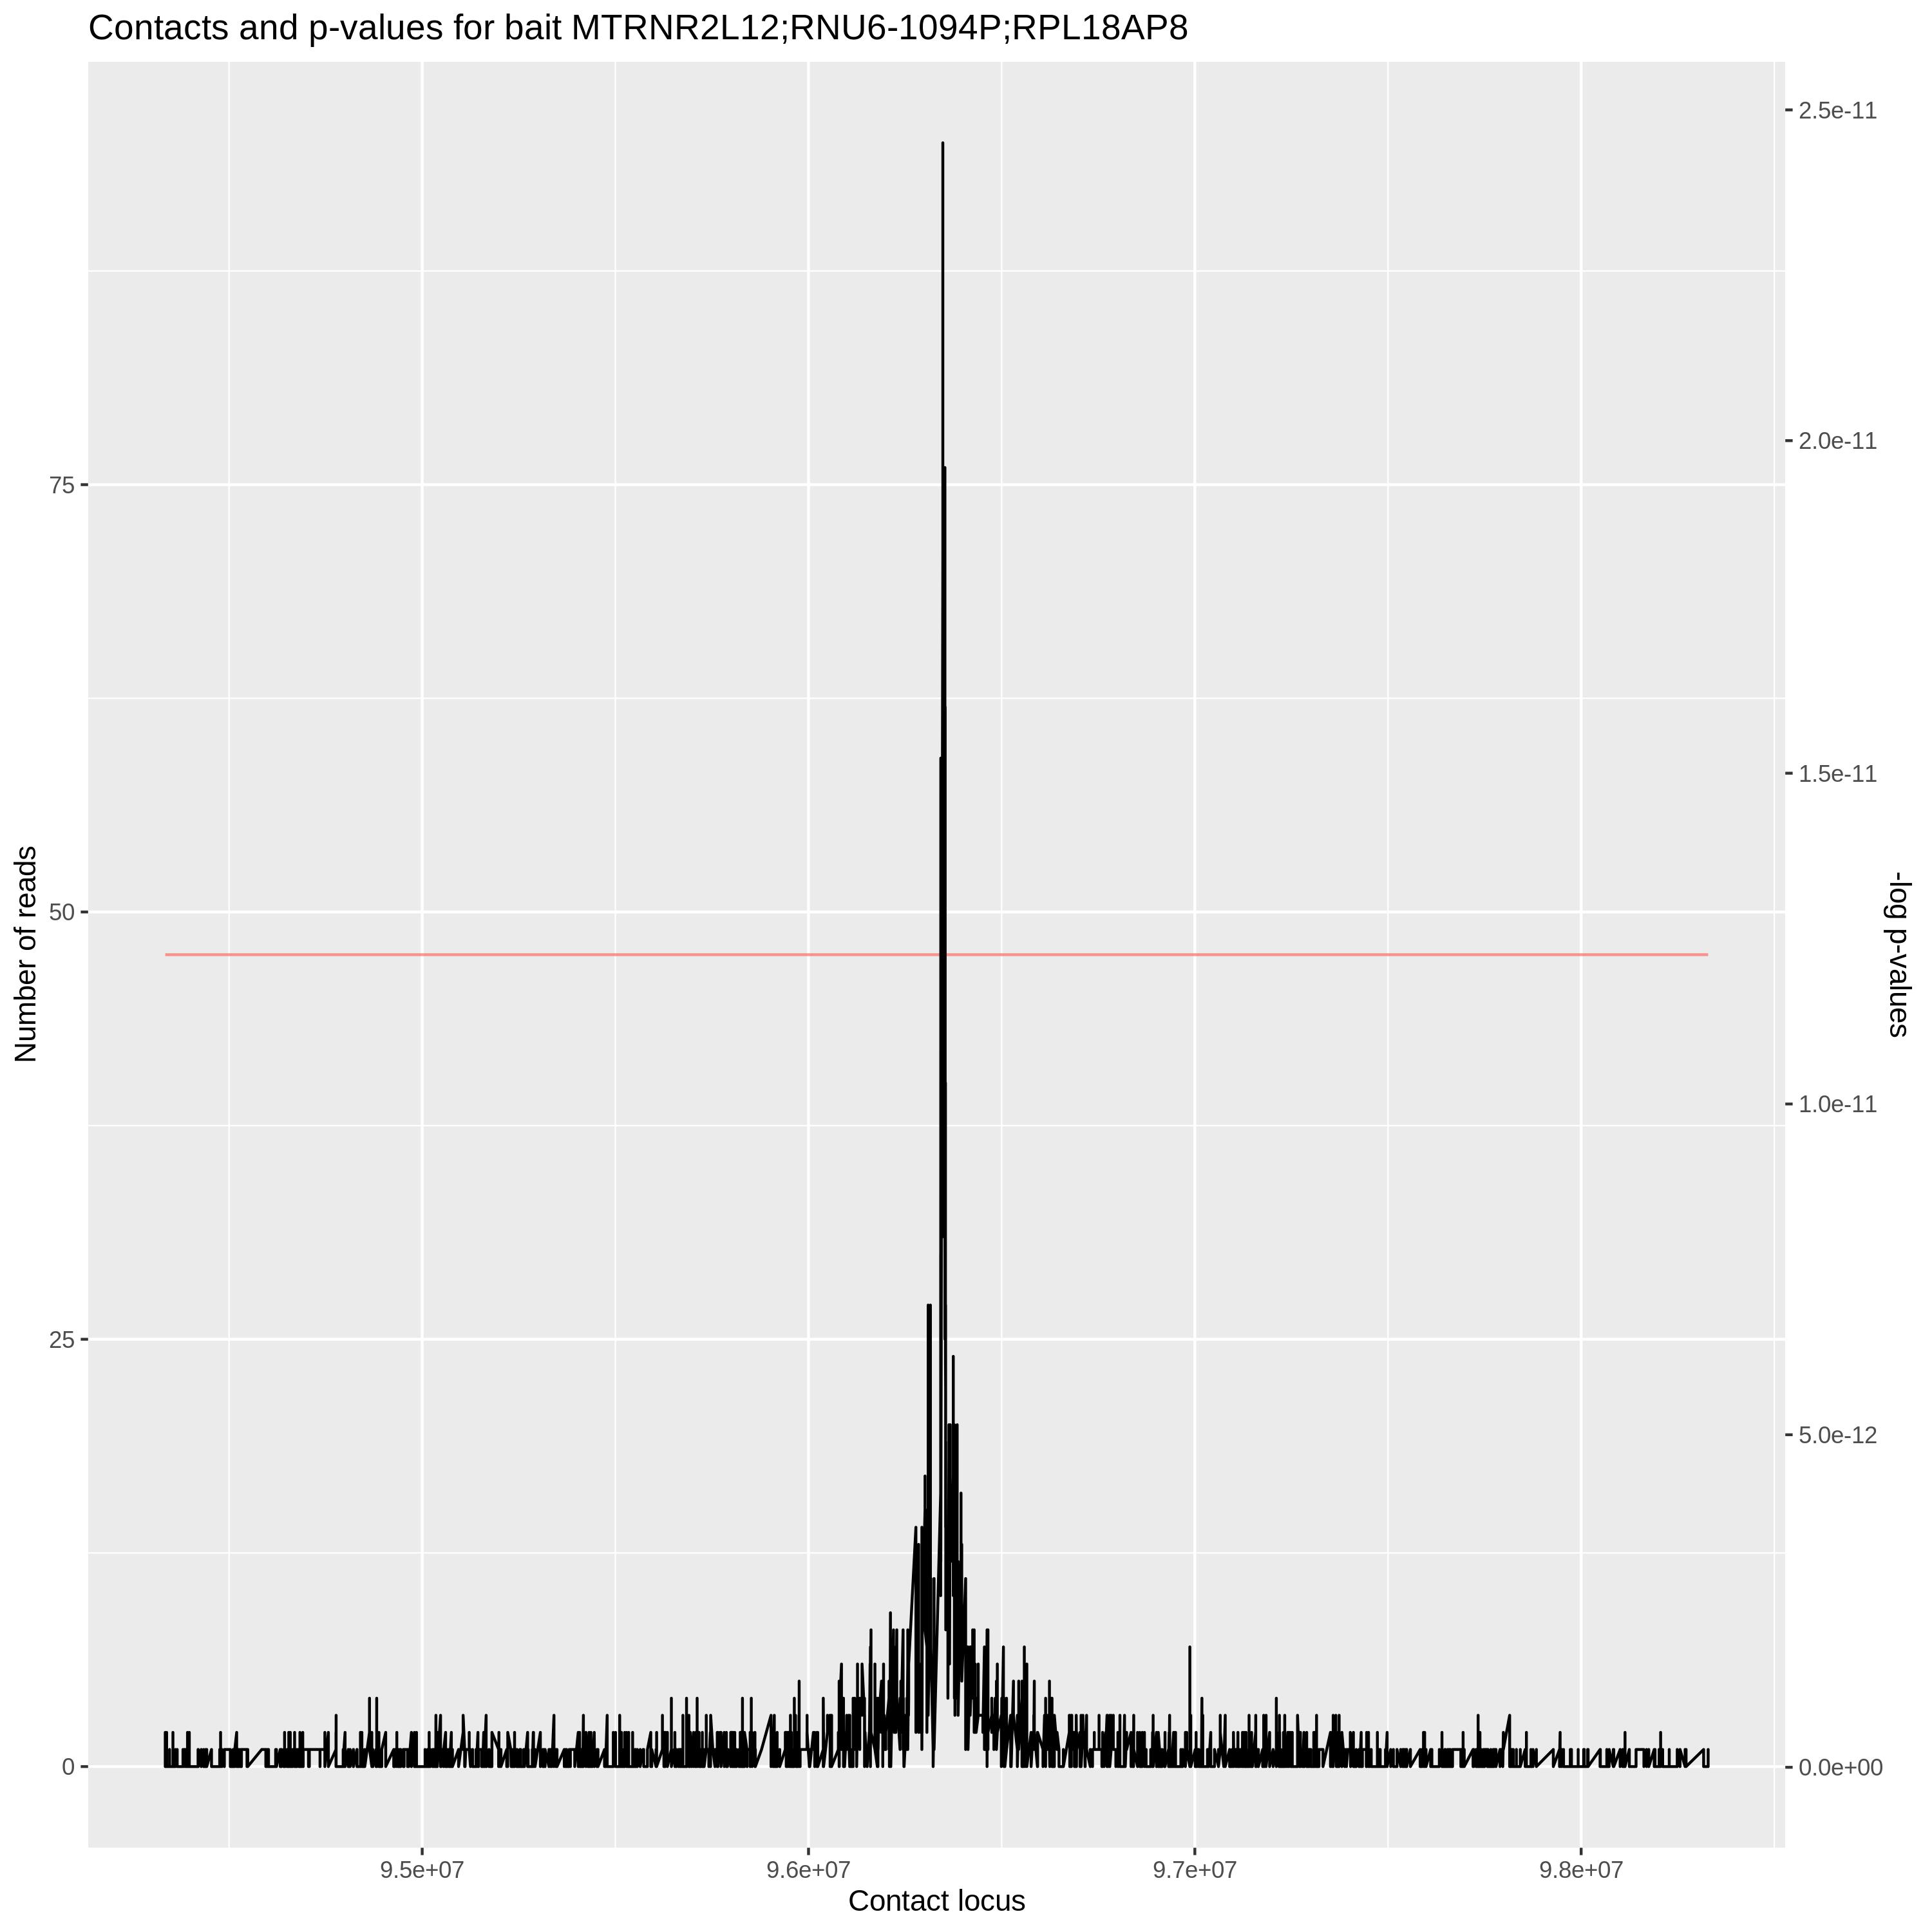 Contacts and p-values for bait MTRNR2L12;RNU6-1094P;RPL18AP8
75
50
25
0
Number of reads
2.5e-11
2.0e-11
1.5e-11
1.0e-11
5.0e-12
0.0e+00
-log p-values
9.5e+07
9.6e+07
9.7e+07
9.8e+07
Contact locus